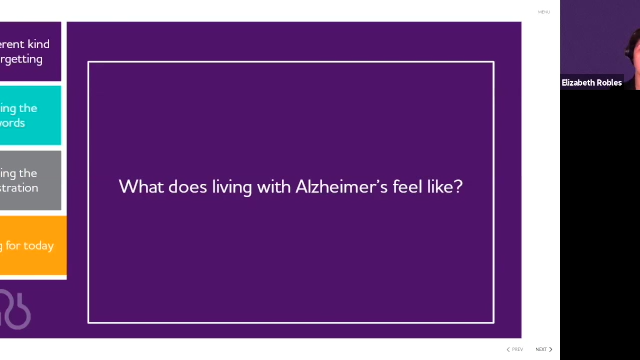 MENU
erent kind
rgetting
ing the
ords
ing the
stration
g for today
What does living with Alzheimer's feel like?
Elizabeth Robles
PREV
NEXT